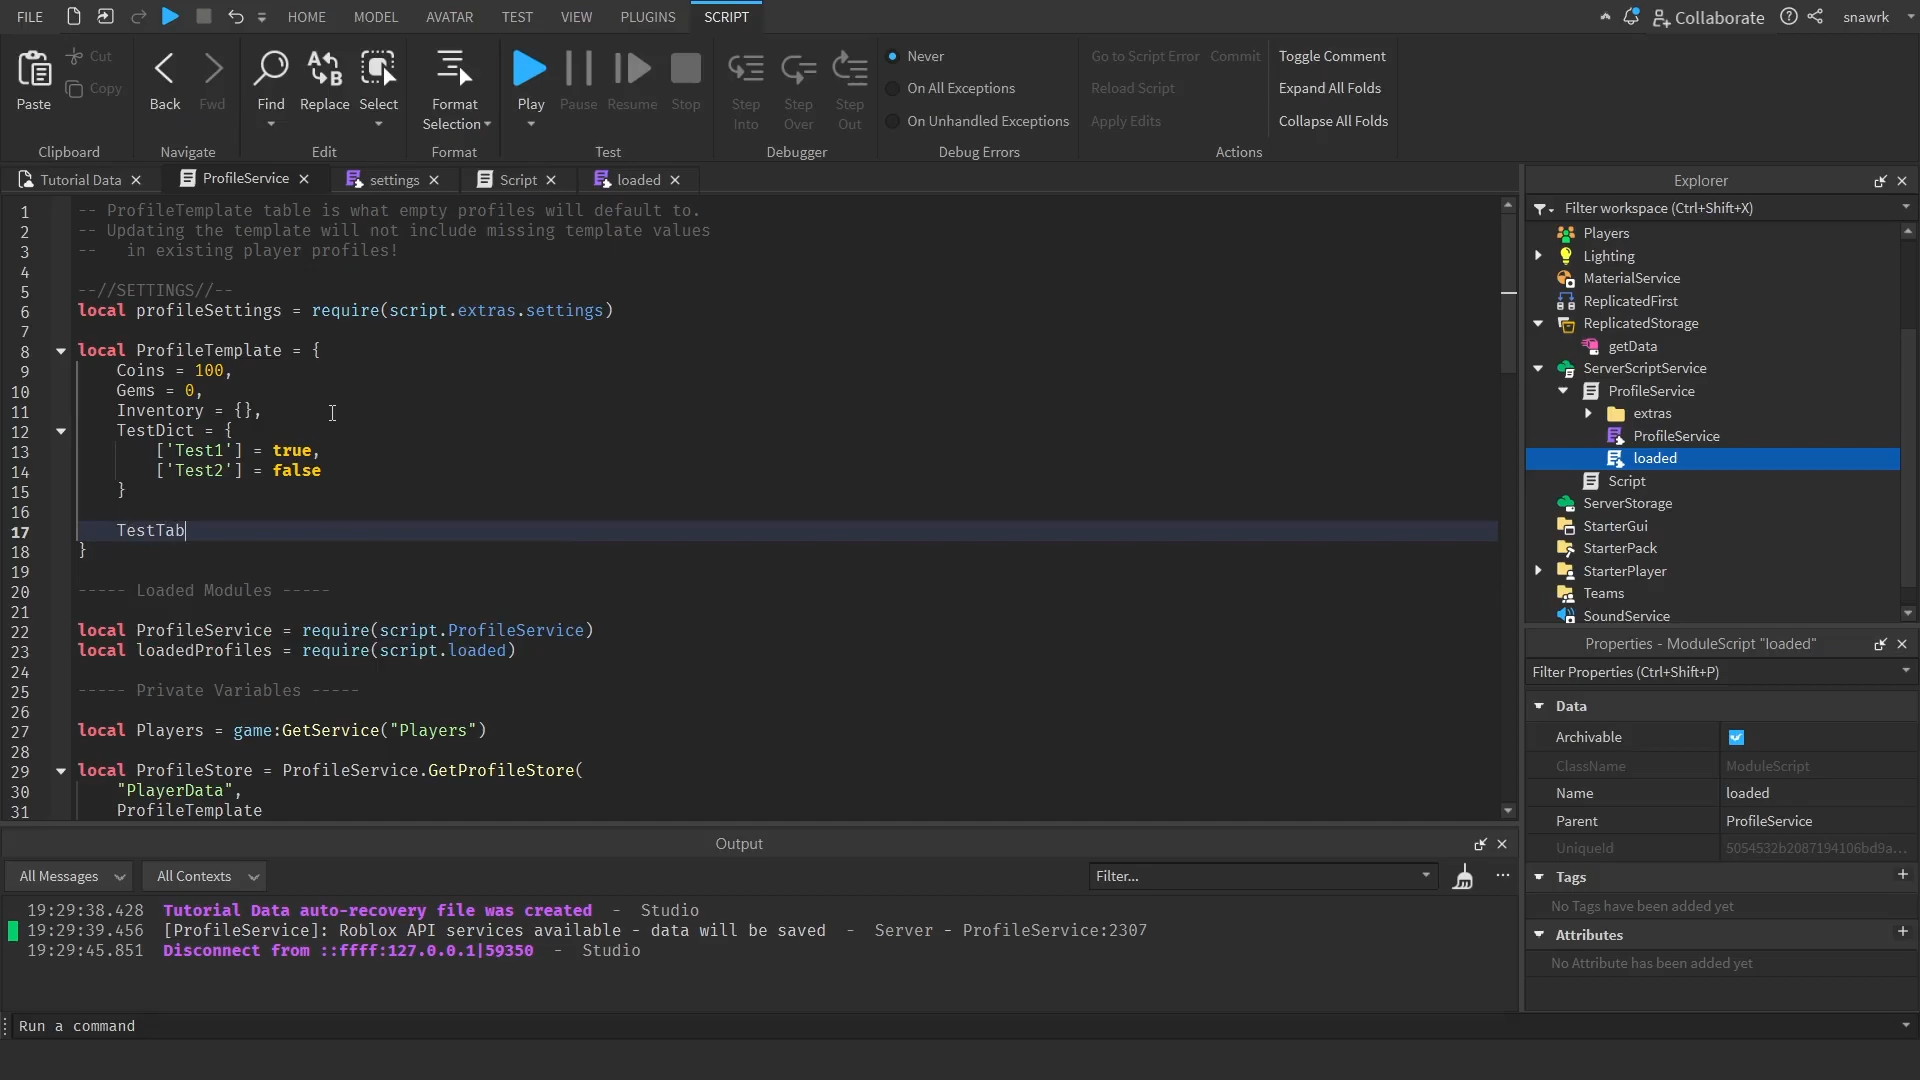 FILE HOME MODEL AVATAR TEST VIEW PLUGINS SCRIPT Collaborate snawrk
Paste Cut Copy
Clipboard
Back Fwd
Navigate
Find Replace Select
Edit
Format Selection
Format
Play Pause Resume Stop
Test
Step Into Step Over Step Out
Debugger
Never
On All Exceptions
On Unhandled Exceptions
Debug Errors
Go to Script Error Commit
Reload Script
Apply Edits
Toggle Comment
Expand All Folds
Collapse All Folds
Actions
Tutorial Data ProfileService settings Script loaded
1 -- ProfileTemplate table is what empty profiles will default to.
2 -- Updating the template will not include missing template values
3 -- in existing player profiles!
4
5 --//SETTINGS//--
6 local profileSettings = require(script.extras.settings)
7
8 local ProfileTemplate = {
9 Coins = 100,
10 Gems = 0,
11 Inventory = {},
12 TestDict = {
13 ['Test1'] = true,
14 ['Test2'] = false
15 }
16
17 TestTab
18 }
19
20 ----- Loaded Modules -----
21
22 local ProfileService = require(script.ProfileService)
23 local loadedProfiles = require(script.loaded)
24
25 ----- Private Variables -----
26
27 local Players = game:GetService("Players")
28
29 local ProfileStore = ProfileService.GetProfileStore(
30 "PlayerData",
31 ProfileTemplate
Output
All Messages All Contexts Filter...
19:29:38.428 Tutorial Data auto-recovery file was created - Studio
19:29:39.456 [ProfileService]: Roblox API services available - data will be saved - Server - ProfileService:2307
19:29:45.851 Disconnect from ::ffff:127.0.0.1|59350 - Studio
Run a command
Explorer
Filter workspace (Ctrl+Shift+X)
Players
Lighting
MaterialService
ReplicatedFirst
ReplicatedStorage
getData
ServerScriptService
ProfileService
extras
ProfileService
loaded
Script
ServerStorage
StarterGui
StarterPack
StarterPlayer
Teams
SoundService
Properties - ModuleScript "loaded"
Filter Properties (Ctrl+Shift+P)
Data
Archivable
ClassName ModuleScript
Name loaded
Parent ProfileService
UniqueId 5054532b2087194106bd9a...
Tags
No Tags have been added yet
Attributes
No Attribute has been added yet